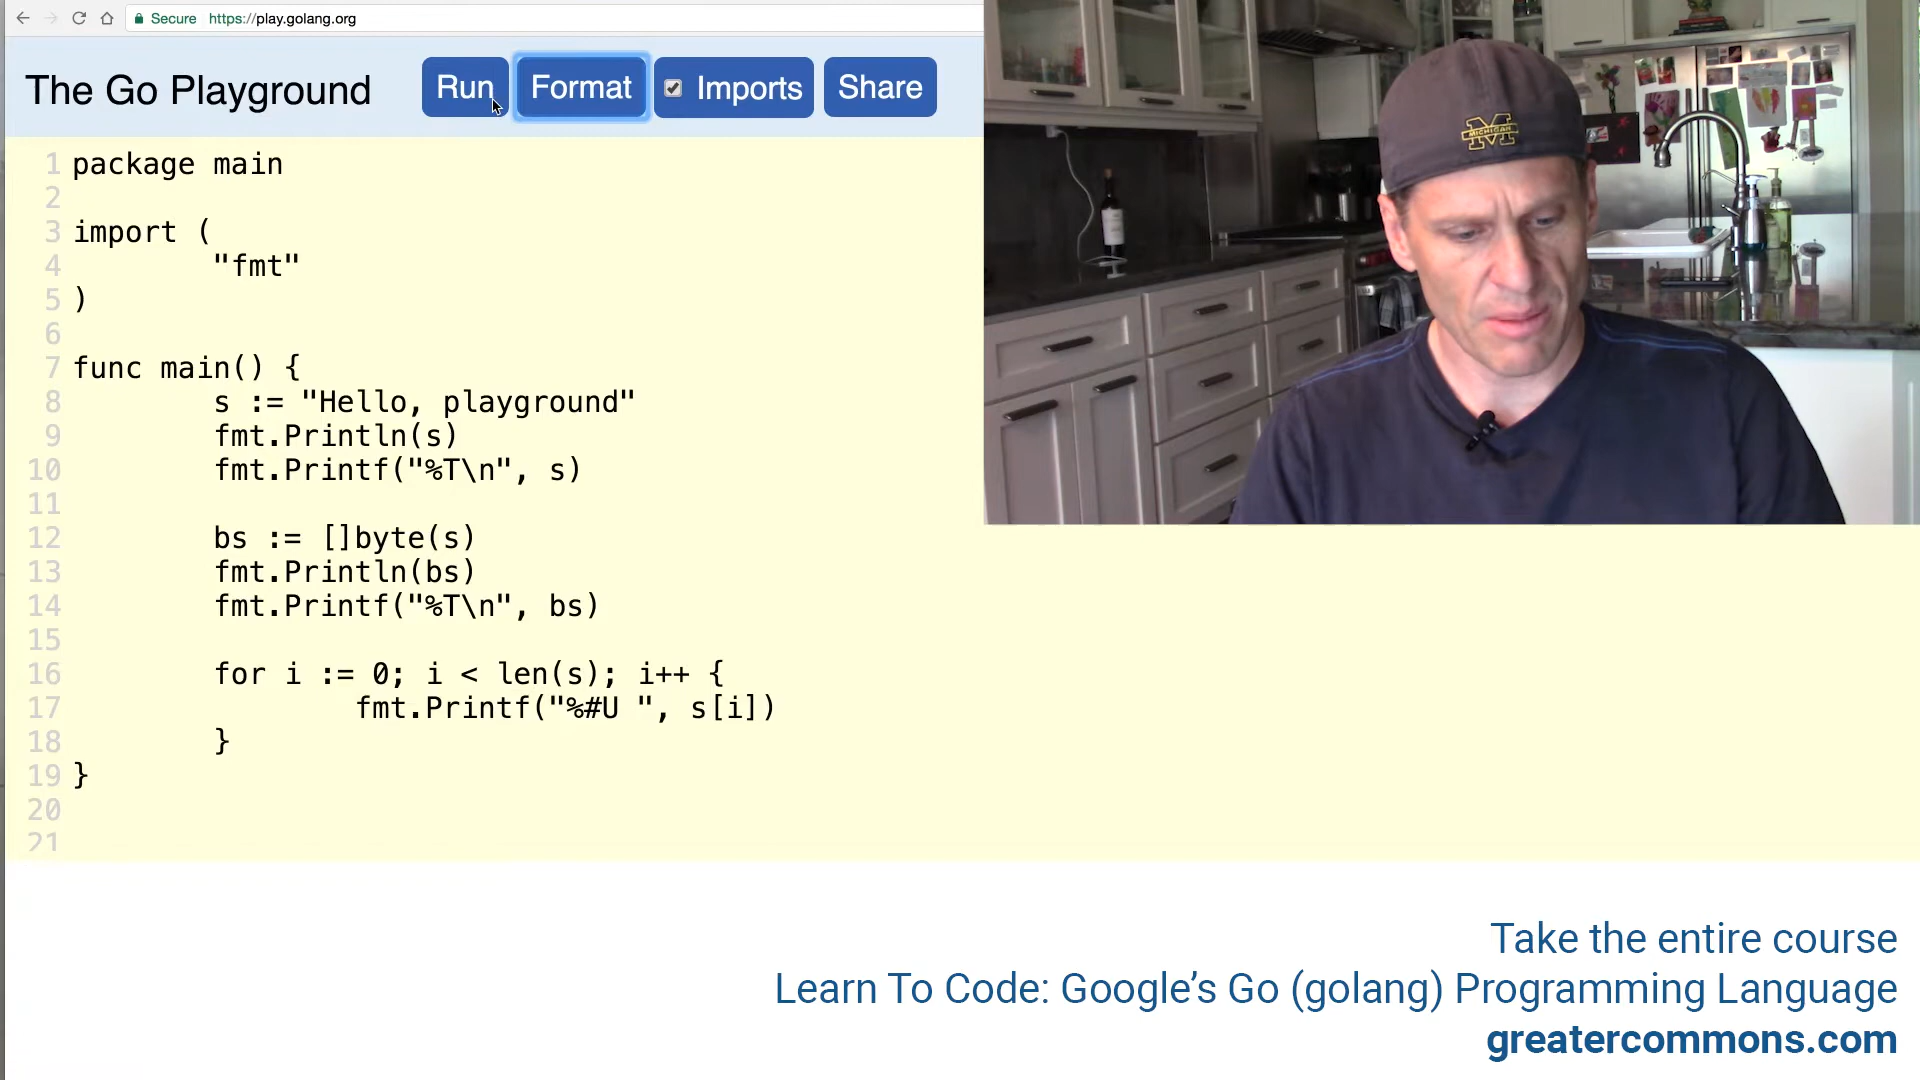 Secure https://play.golang.org
The Go Playground Run Format Imports Share
1 package main
2
3 import (
4 "fmt"
5 )
6
7 func main() {
8 s := "Hello, playground"
9 fmt.Println(s)
10 fmt.Printf("%T\n", s)
11
12 bs := []byte(s)
13 fmt.Println(bs)
14 fmt.Printf("%T\n", bs)
15
16 for i := 0; i < len(s); i++ {
17 fmt.Printf("%#U ", s[i])
18 }
19 }
20
21
M
MICHIGAN
Take the entire course
Learn To Code: Google's Go (golang) Programming Language
greatercommons.com